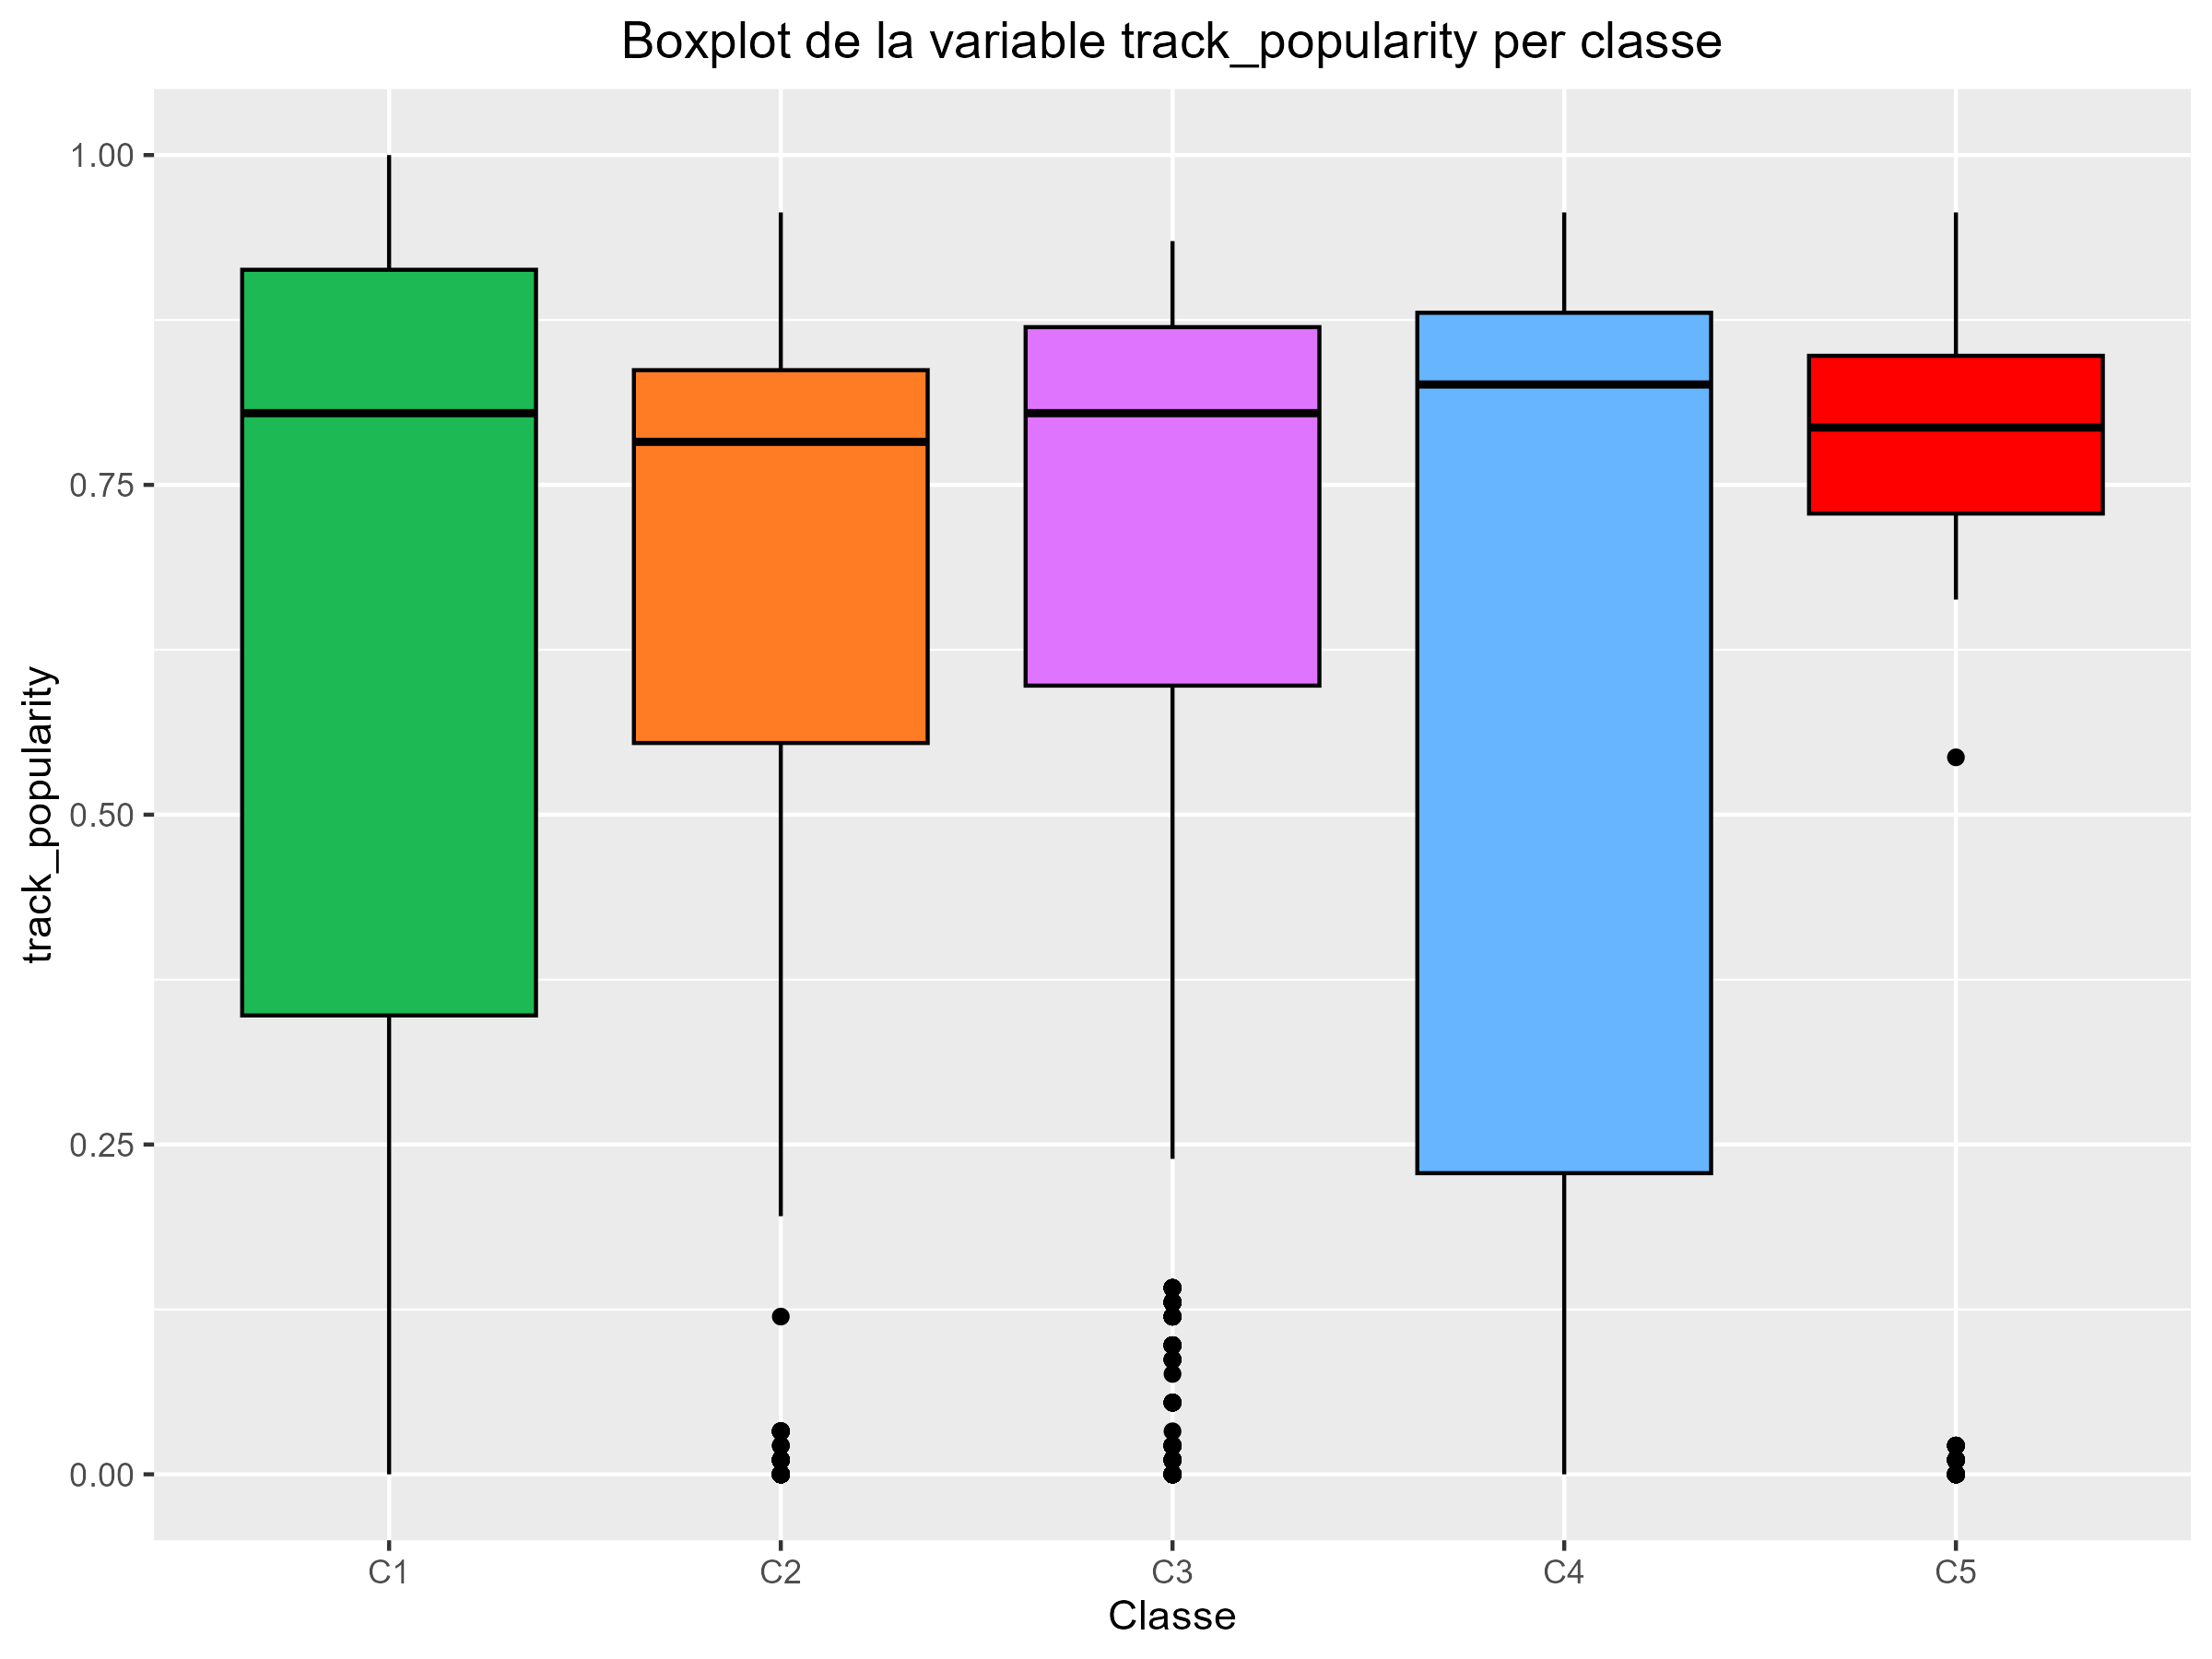 Boxplot de la variable track_popularity per classe
track_popularity
1.00
0.75
0.50
0.25
0.00
C1 C2 C3 C4 C5
Classe